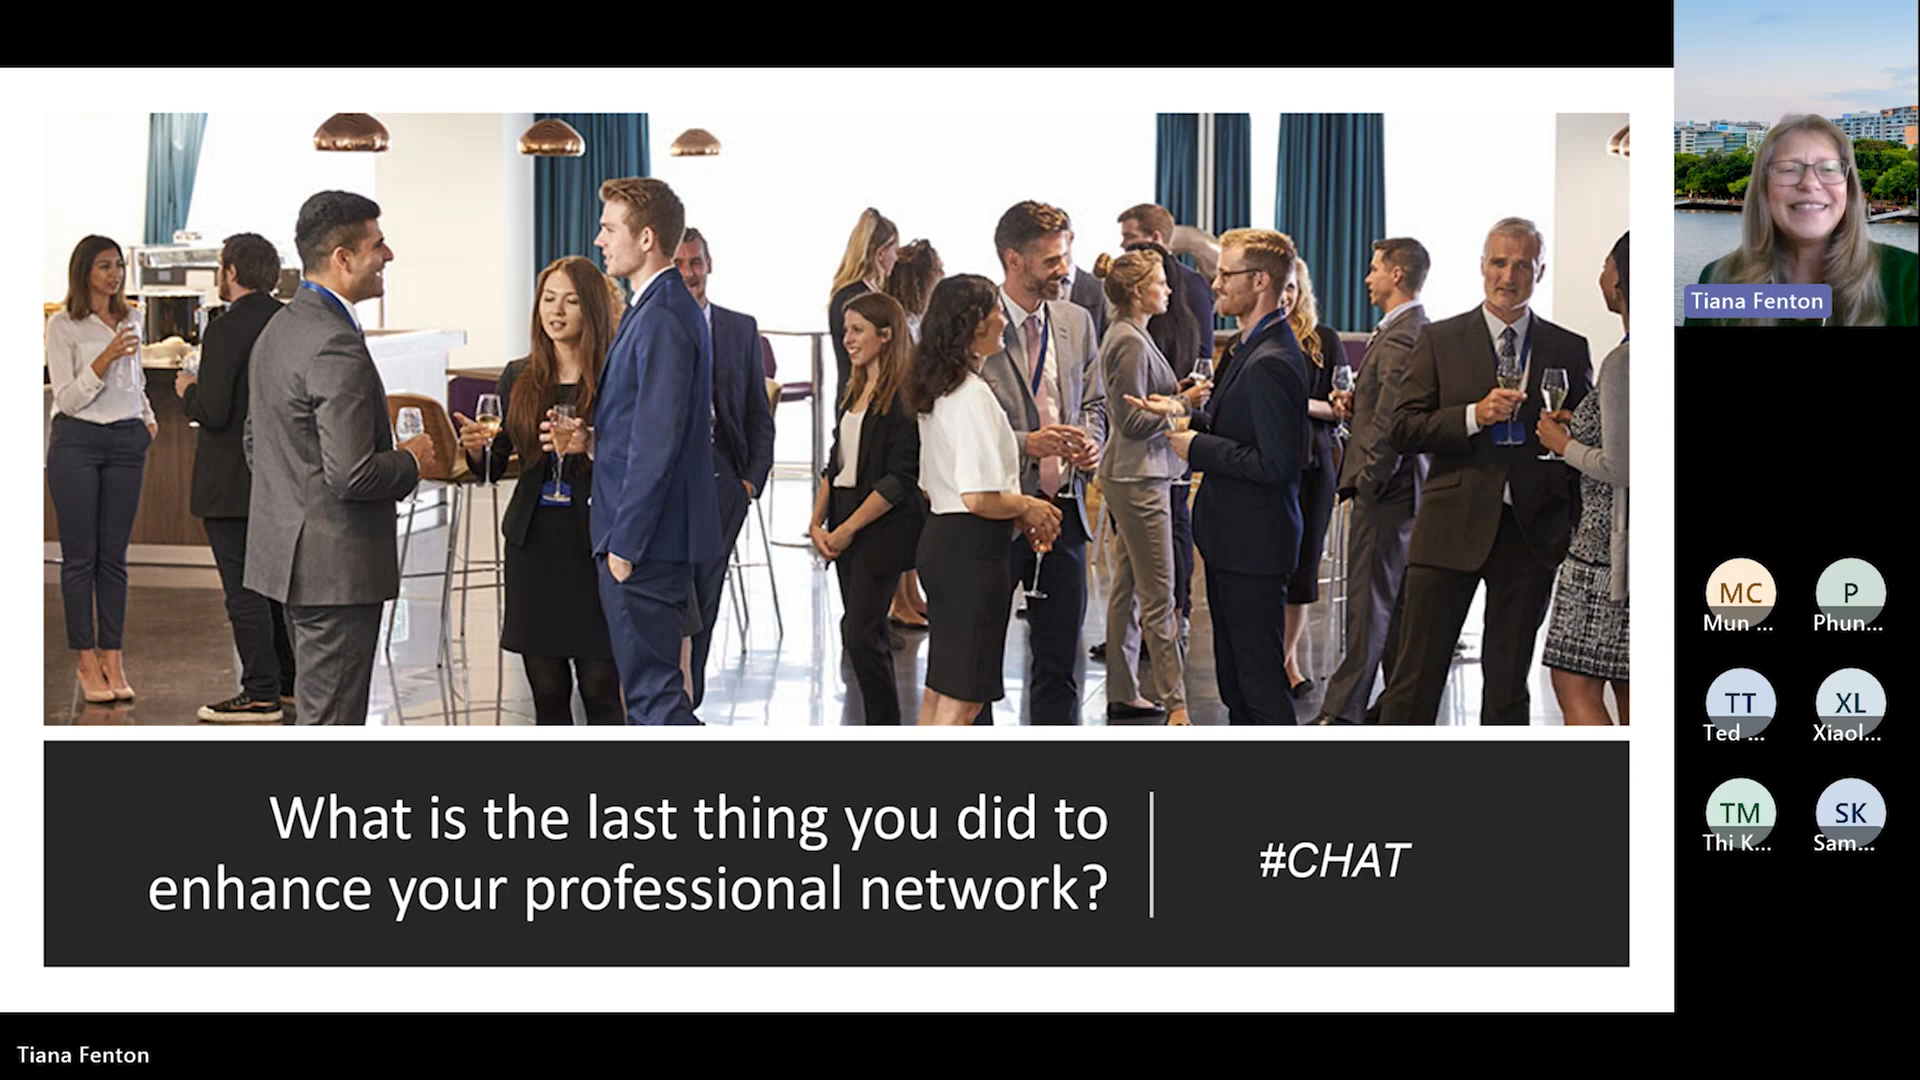 Tiana Fenton
What is the last thing you did to
enhance your professional network?
#CHAT
MC
Mun ...
P
Phun...
TT
Ted ...
XL
Xiaol...
TM
Thi K...
SK
Sam...
Tiana Fenton